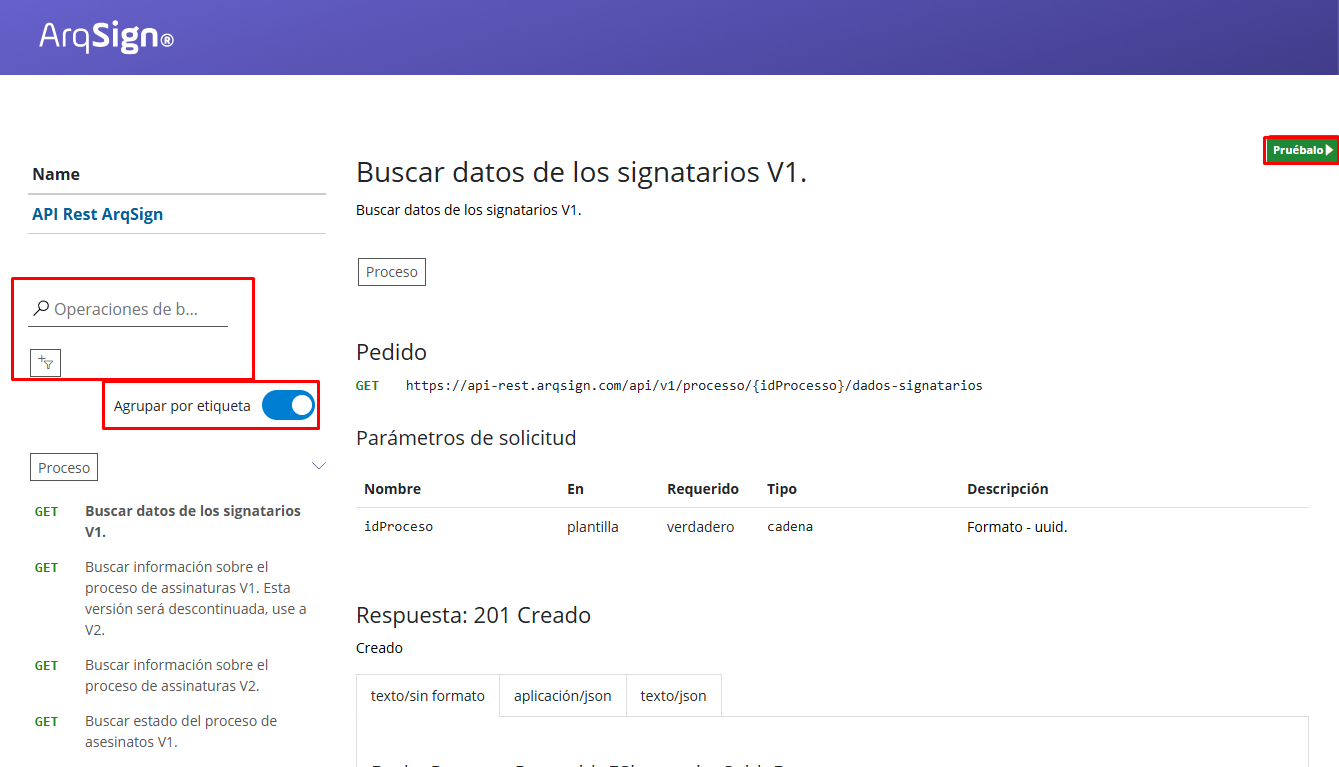 ArqSign®
Name
API Rest ArqSign
Operaciones de b...
Agrupar por etiqueta
Proceso
GET Buscar datos de los signatarios
V1.
GET Buscar información sobre el
proceso de assinaturas V1. Esta
versión será descontinuada, use a
V2.
GET Buscar información sobre el
proceso de assinaturas V2.
GET Buscar estado del proceso de
asesinatos V1.
Pruébalo
Buscar datos de los signatarios V1.
Buscar datos de los signatarios V1.
Proceso
Pedido
GET https://api-rest.arqsign.com/api/v1/processo/{idProcesso}/dados-signatarios
Parámetros de solicitud
Nombre En Requerido Tipo Descripción
idProceso plantilla verdadero cadena Formato - uuid.
Respuesta: 201 Creado
Creado
texto/sin formato aplicación/json texto/json